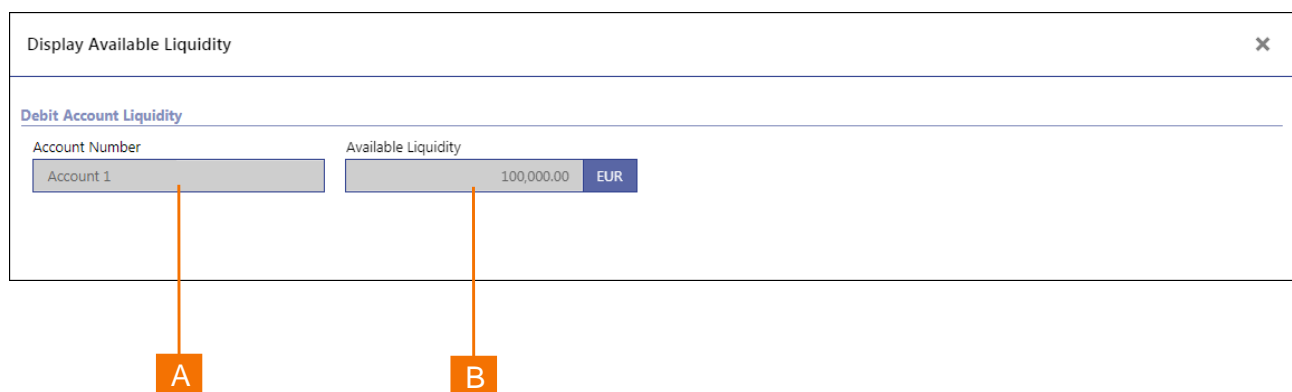 Display Available Liquidity ×
Debit Account Liquidity
Account Number Available Liquidity
Account 1 100,000.00 EUR
A B